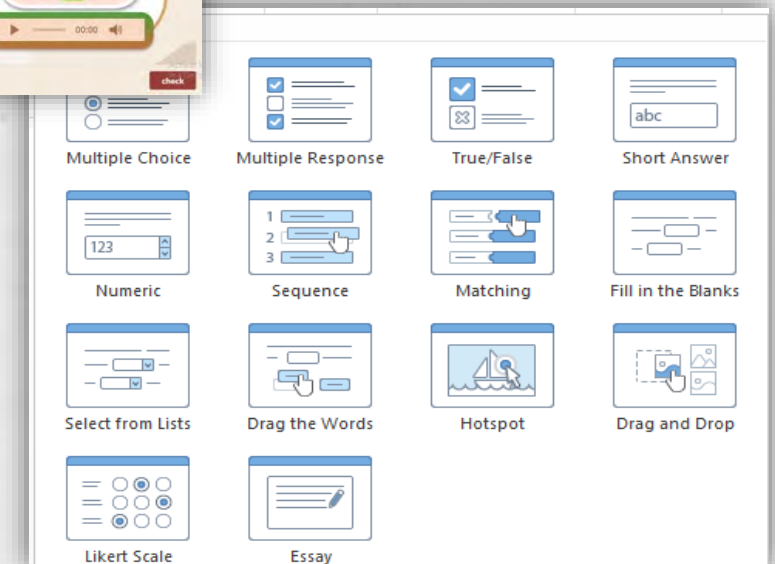 00:00
check
Multiple Choice
Multiple Response
True/False
abc
Short Answer
123
Numeric
1
2
3
Sequence
Matching
Fill in the Blanks
Select from Lists
Drag the Words
Hotspot
Drag and Drop
Likert Scale
Essay